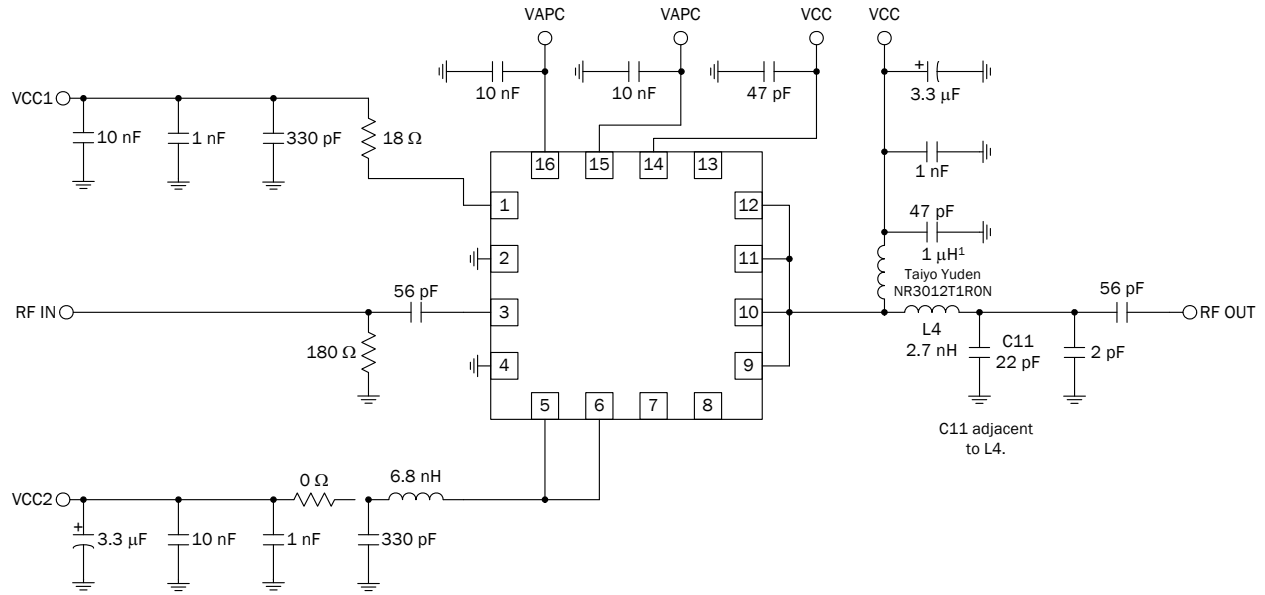 VAPC
VAPC
VCC
VCC
10 nF
10 nF
47 pF
+
3.3 µF
VCC1
10 nF
1 nF
330 pF
18 Ω
1 nF
16
15
14
13
1
12
2
11
47 pF
1 µH¹
Taiyo Yuden
NR3012T1R0N
RF IN
56 pF
3
10
56 pF
RF OUT
L4
2.7 nH
C11
22 pF
2 pF
180 Ω
4
9
5
6
7
8
C11 adjacent
to L4.
VCC2
0 Ω
6.8 nH
+
3.3 µF
10 nF
1 nF
330 pF